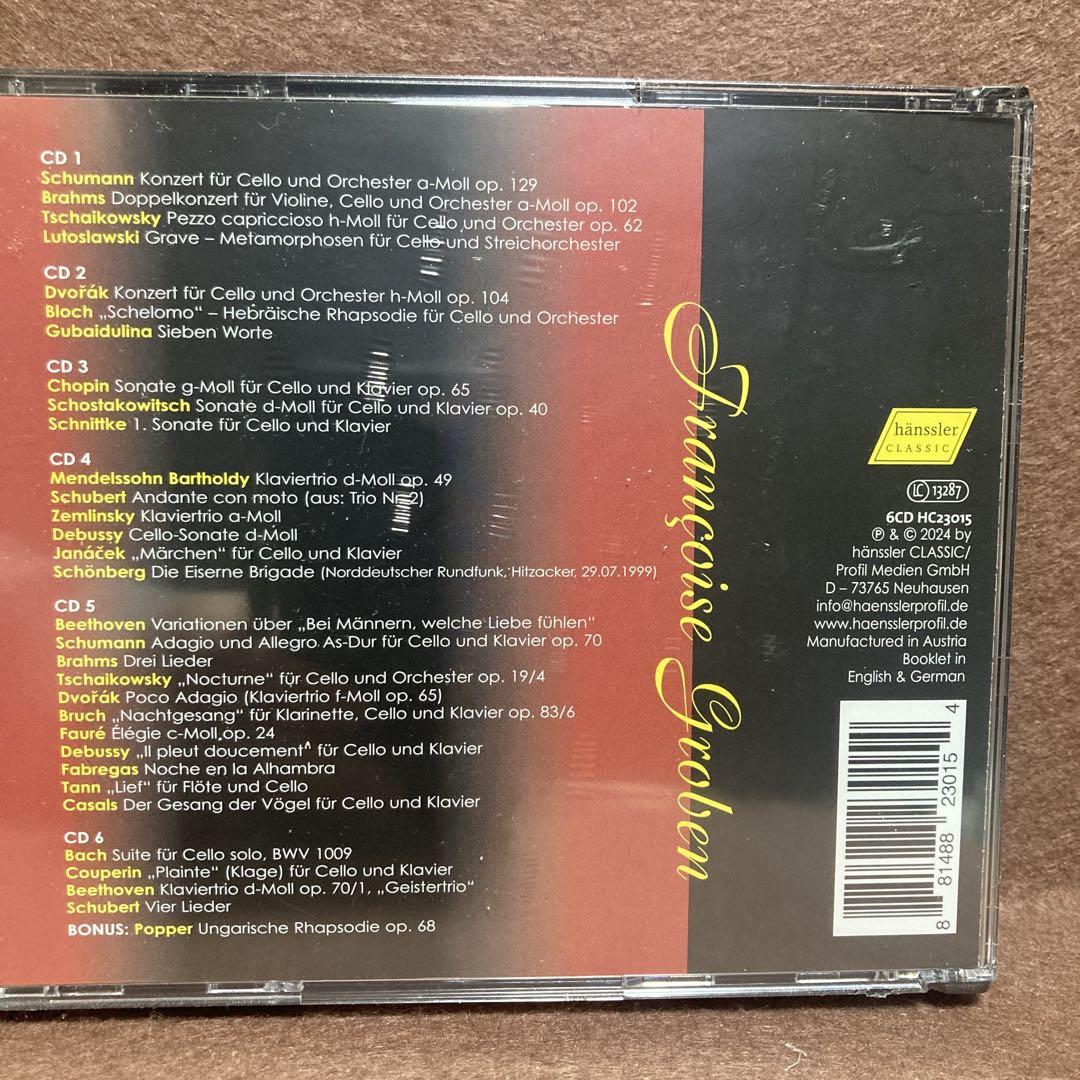 CD 1
Schumann Konzert für Cello und Orchester a-Moll op. 129
Brahms Doppelkonzert für Violine, Cello und Orchester a-Moll op. 102
Tschaikowsky Pezzo capriccioso h-Moll für Cello und Orchester op. 62
Lutoslawski Grave – Metamorphosen für Cello und Streichorchester
CD 2
Dvořák Konzert für Cello und Orchester h-Moll op. 104
Bloch „Schelomo“ – Hebräische Rhapsodie für Cello und Orchester
Gubaidulina Sieben Worte
CD 3
Chopin Sonate g-Moll für Cello und Klavier op. 65
Schostakowitsch Sonate d-Moll für Cello und Klavier op. 40
Schnittke 1. Sonate für Cello und Klavier
CD 4
Mendelssohn Bartholdy Klaviertrio d-Moll op. 49
Schubert Andante con moto (aus: Trio Nr. 2)
Zemlinsky Klaviertrio a-Moll
Debussy Cello-Sonate d-Moll
Janáček „Märchen“ für Cello und Klavier
Schönberg Die Eiserne Brigade (Norddeutscher Rundfunk, Hitzacker, 29.07.1999)
CD 5
Beethoven Variationen über „Bei Männern, welche Liebe fühlen“
Schumann Adagio und Allegro As-Dur für Cello und Klavier op. 70
Brahms Drei Lieder
Tschaikowsky „Nocturne“ für Cello und Orchester op. 19/4
Dvořák Poco Adagio (Klaviertrio f-Moll op. 65)
Bruch „Nachtgesang“ für Klarinette, Cello und Klavier op. 83/6
Fauré Élégie c-Moll op. 24
Debussy „Il pleut doucement^ für Cello und Klavier
Fabregas Noche en la Alhambra
Tann „Lief“ für Flöte und Cello
Casals Der Gesang der Vögel für Cello und Klavier
CD 6
Bach Suite für Cello solo, BWV 1009
Couperin „Plainte“ (Klage) für Cello und Klavier
Beethoven Klaviertrio d-Moll op. 70/1, „Geistertrio“
Schubert Vier Lieder
BONUS: Popper Ungarische Rhapsodie op. 68
Françoise Groben
hänssler
CLASSIC
LC 13287
6CD HC23015
℗ & © 2024 by
hänssler CLASSIC/
Profil Medien GmbH
D – 73765 Neuhausen
info@haensslerprofil.de
www.haensslerprofil.de
Manufactured in Austria
Booklet in
English & German
8 81488 23015 4